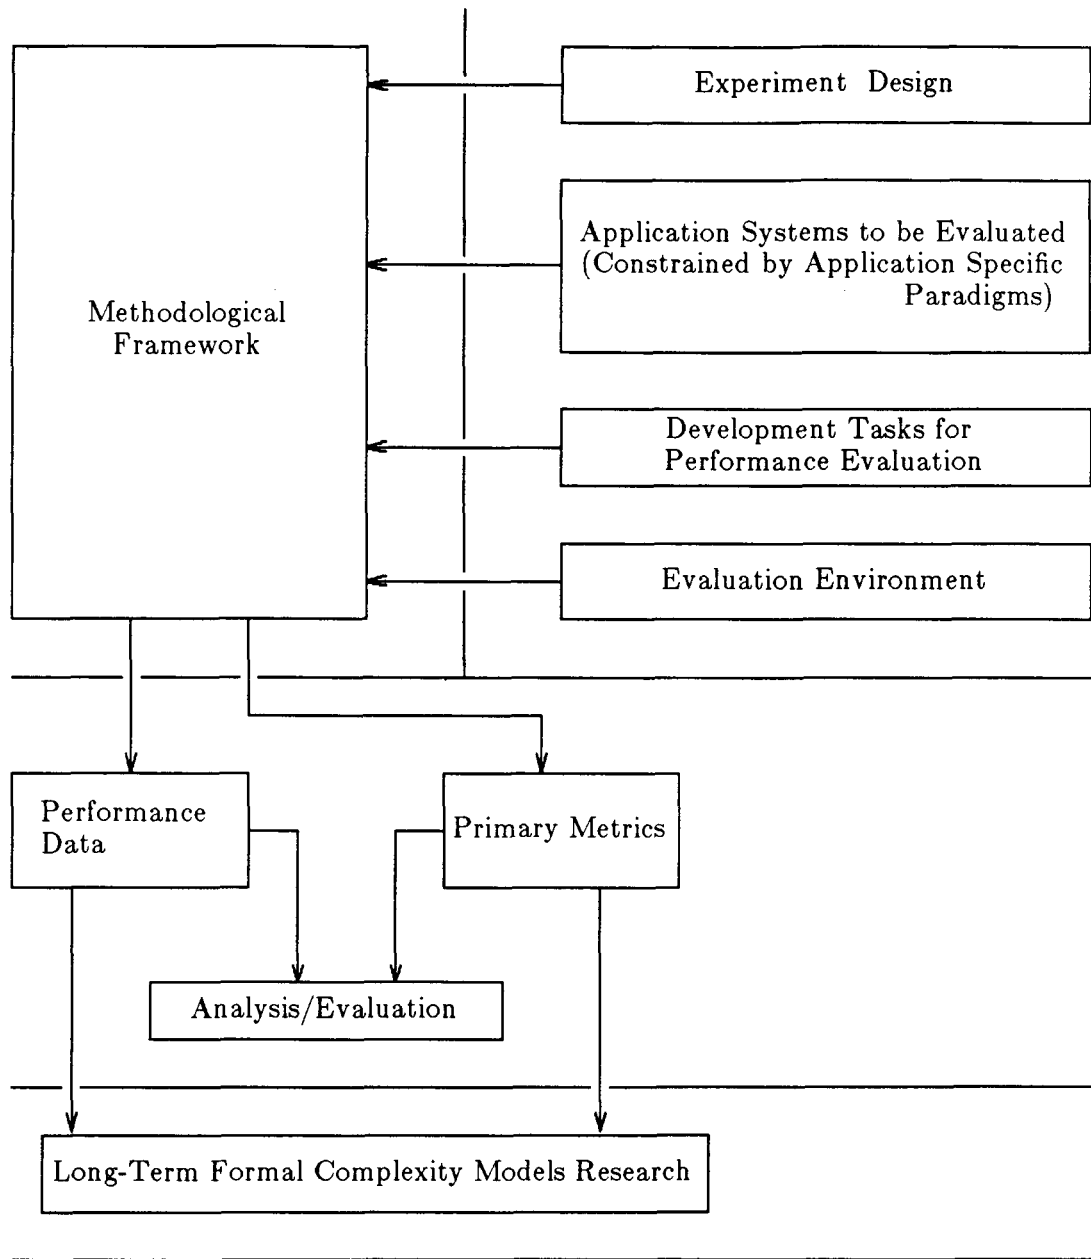 Experiment Design
Application Systems to be Evaluated
(Constrained by Application Specific
Paradigms)
Methodological
Framework
Development Tasks for
Performance Evaluation
Evaluation Environment
Performance
Data
Primary Metrics
Analysis/Evaluation
Long-Term Formal Complexity Models Research